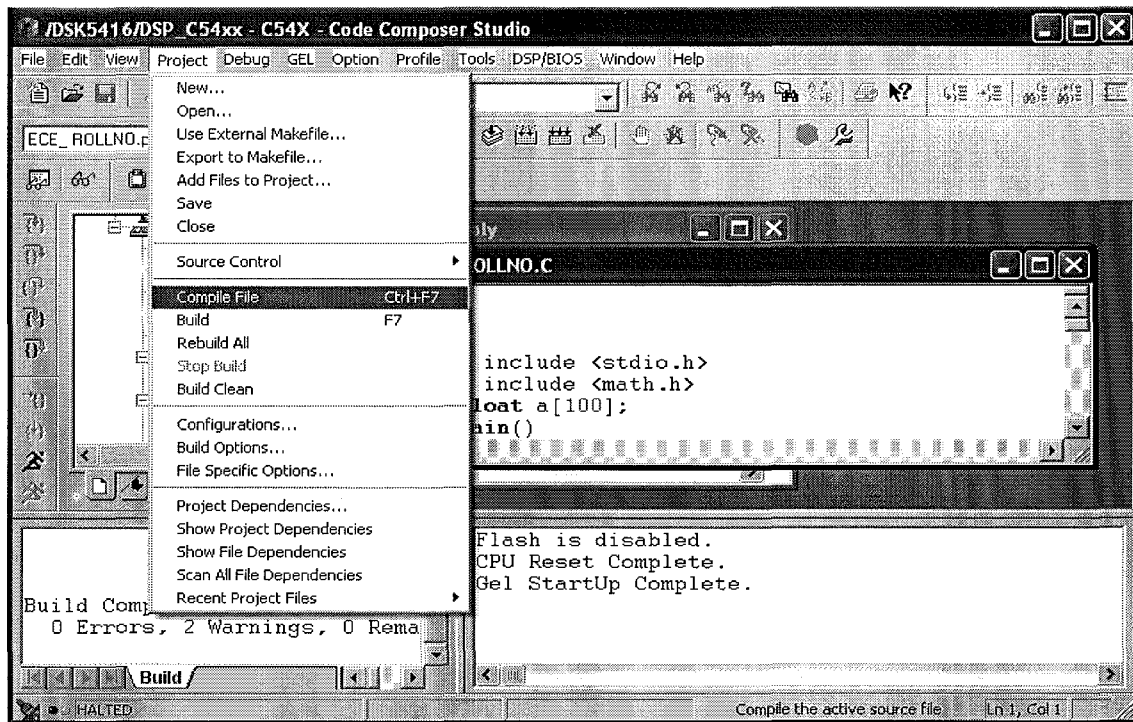 /DSK5416/DSP_C54xx - C54X - Code Composer Studio
File Edit View Project Debug GEL Option Profile Tools DSP/BIOS Window Help
ECE_ROLLNO.p
New...
Open...
Use External Makefile...
Export to Makefile...
Add Files to Project...
Save
Close
Source Control
Compile File Ctrl+F7
Build F7
Rebuild All
Stop Build
Build Clean
Configurations...
Build Options...
File Specific Options...
Project Dependencies...
Show Project Dependencies
Show File Dependencies
Scan All File Dependencies
Recent Project Files
OLLNO.C
include <stdio.h>
include <math.h>
loat a[100];
ain()
Build Comp
0 Errors, 2 Warnings, 0 Rema
Build
Flash is disabled.
CPU Reset Complete.
Gel StartUp Complete.
HALTED
Compile the active source file Ln 1, Col 1